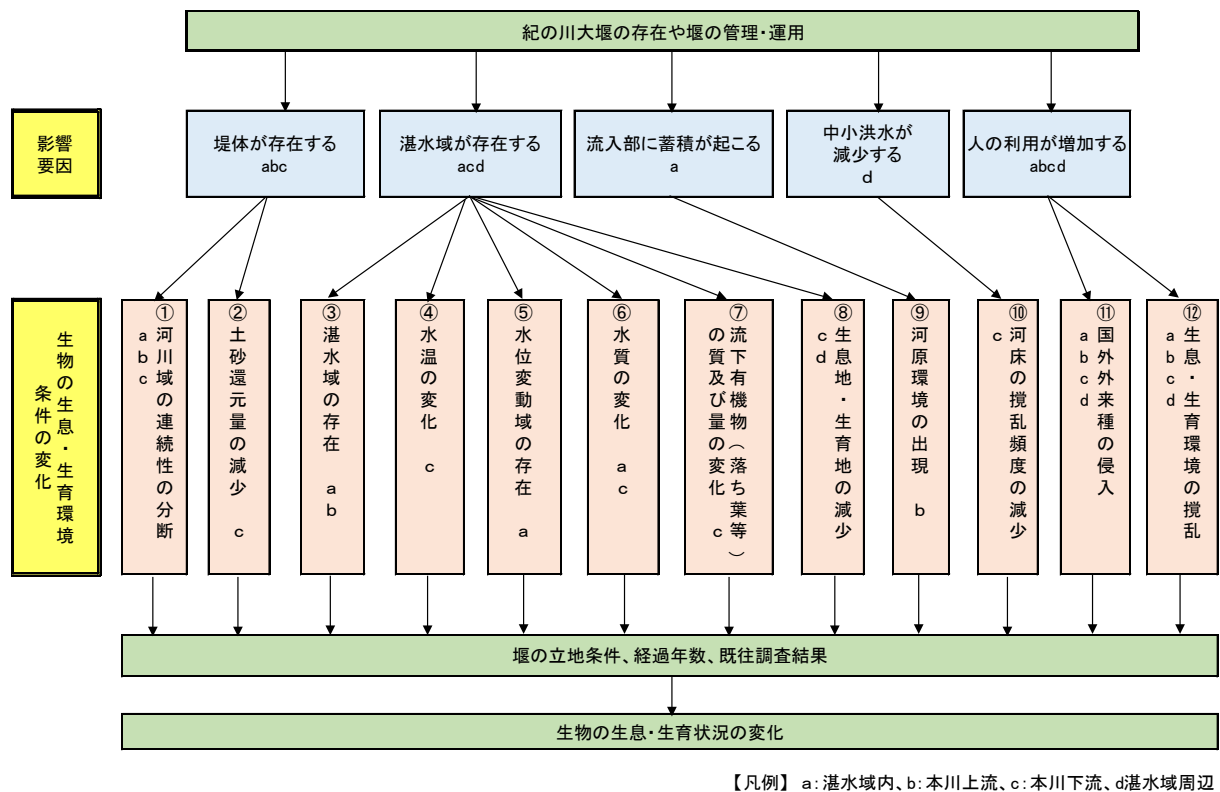 紀の川大堰の存在や堰の管理・運用
影響
要因
堤体が存在する
abc
湛水域が存在する
acd
流入部に蓄積が起こる
a
中小洪水が
減少する
d
人の利用が増加する
abcd
生物の生息・生育環境
条件の変化
①河川域の連続性の分断
abc
②土砂還元量の減少 c
③湛水域の存在 ab
④水温の変化 c
⑤水位変動域の存在 a
⑥水質の変化 ac
⑦流下有機物(落ち葉等)
の質及び量の変化 c
⑧生息地・生育地の減少
cd
⑨河原環境の出現 b
⑩河床の撹乱頻度の減少
c
⑪国外外来種の侵入
abcd
⑫生息・生育環境の撹乱
abcd
堰の立地条件、経過年数、既往調査結果
生物の生息・生育状況の変化
【凡例】 a:湛水域内、b:本川上流、c:本川下流、d湛水域周辺